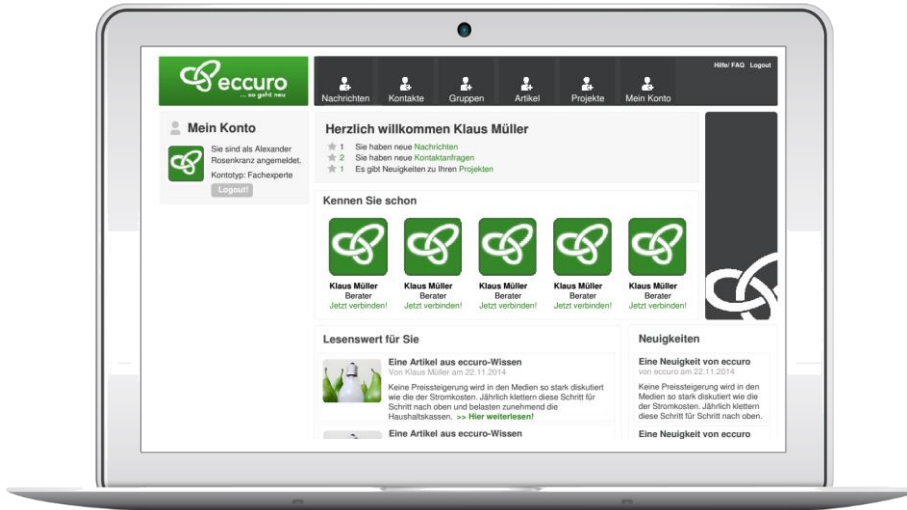 eccuro
... so geht neu
Hilfe/ FAQ Logout
Nachrichten Kontakte Gruppen Artikel Projekte Mein Konto
Mein Konto
Sie sind als Alexander
Rosenkranz angemeldet.
Kontotyp: Fachexperte
Logout!
Herzlich willkommen Klaus Müller
1 Sie haben neue Nachrichten
2 Sie haben neue Kontaktanfragen
1 Es gibt Neuigkeiten zu Ihren Projekten
Kennen Sie schon
Klaus Müller Klaus Müller Klaus Müller Klaus Müller Klaus Müller
Berater Berater Berater Berater Berater
Jetzt verbinden! Jetzt verbinden! Jetzt verbinden! Jetzt verbinden! Jetzt verbinden!
Lesenswert für Sie
Eine Artikel aus eccuro-Wissen
Von Klaus Müller am 22.11.2014
Keine Preissteigerung wird in den Medien so stark diskutiert
wie die der Stromkosten. Jährlich klettern diese Schritt für
Schritt nach oben und belasten zunehmend die
Haushaltskassen. >> Hier weiterlesen!
Eine Artikel aus eccuro-Wissen
Neuigkeiten
Eine Neuigkeit von eccuro
von eccuro am 22.11.2014
Keine Preissteigerung wird in den
Medien so stark diskutiert wie die
der Stromkosten. Jährlich klettern
diese Schritt für Schritt nach oben.
Eine Neuigkeit von eccuro